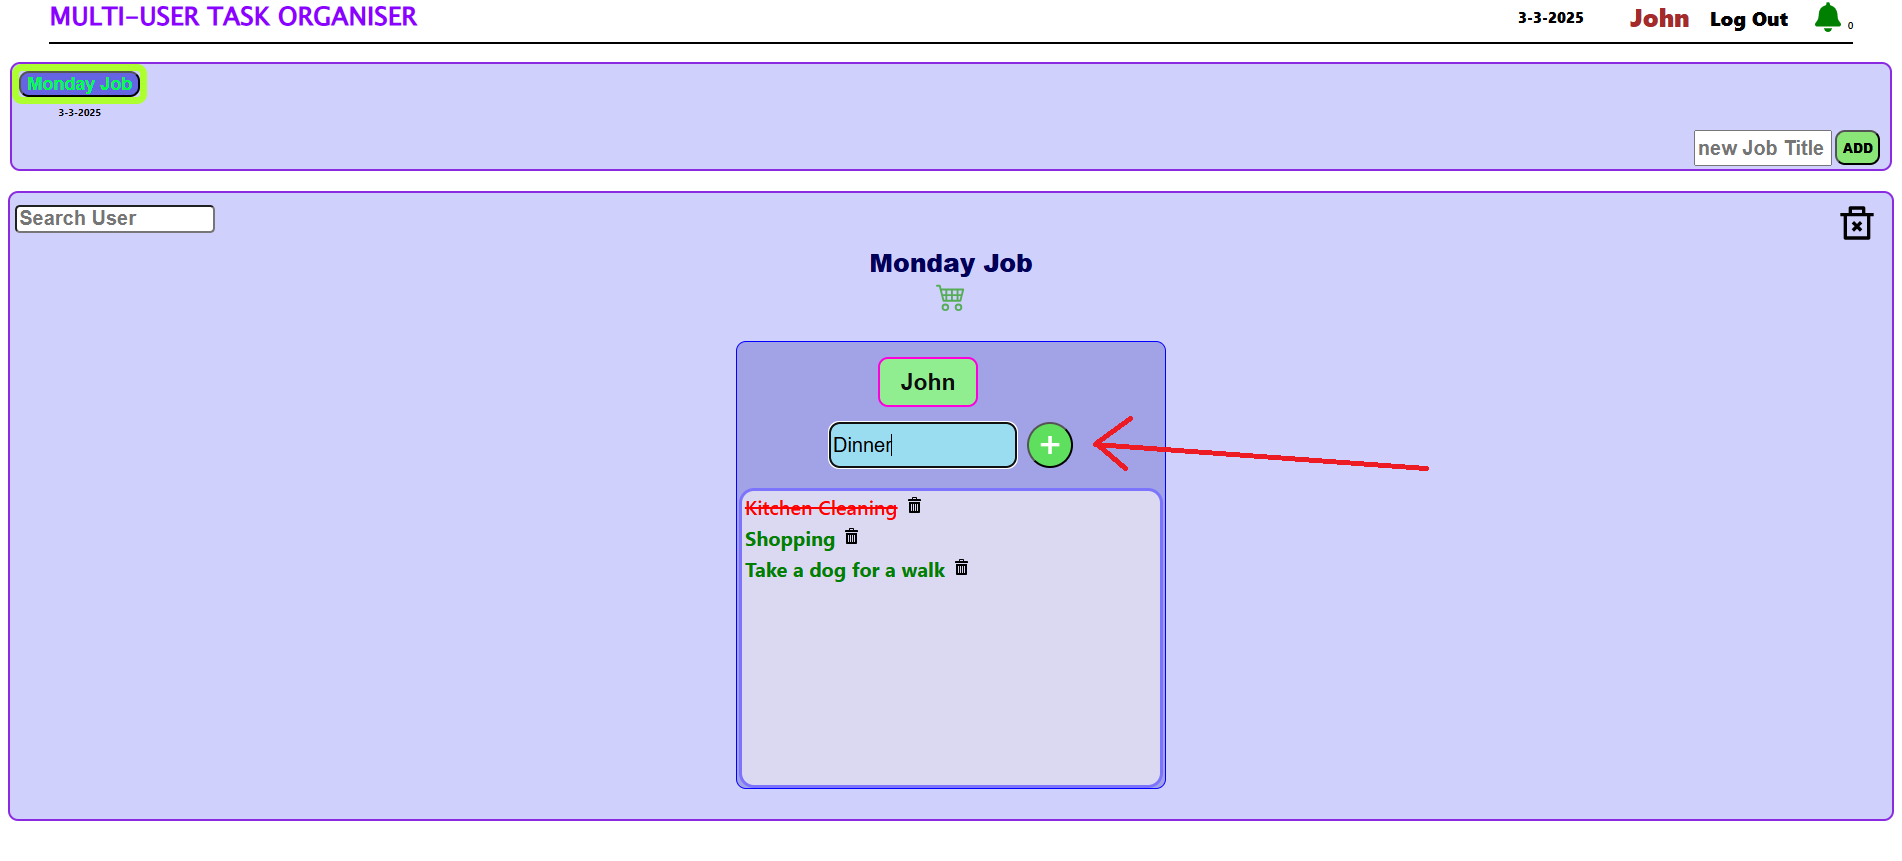 MULTI-USER TASK ORGANISER
3-3-2025 John Log Out 0
Monday Job
3-3-2025
new Job Title ADD
Search User
Monday Job
John
Dinner +
Kitchen Cleaning
Shopping
Take a dog for a walk